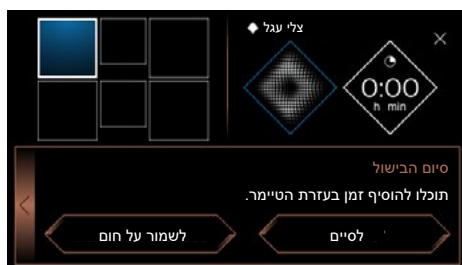 צלי עגל
0:00
h min
סיום הבישול
תוכלו להוסיף זמן בעזרת הטיימר.
לסיים
לשמור על חום